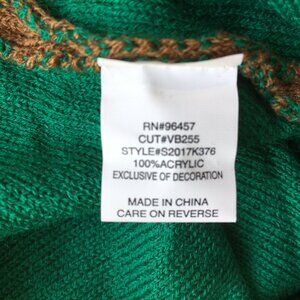 RN#96457
CUT#VB255
STYLE#S2017K376
100%ACRYLIC
EXCLUSIVE OF DECORATION
MADE IN CHINA
CARE ON REVERSE